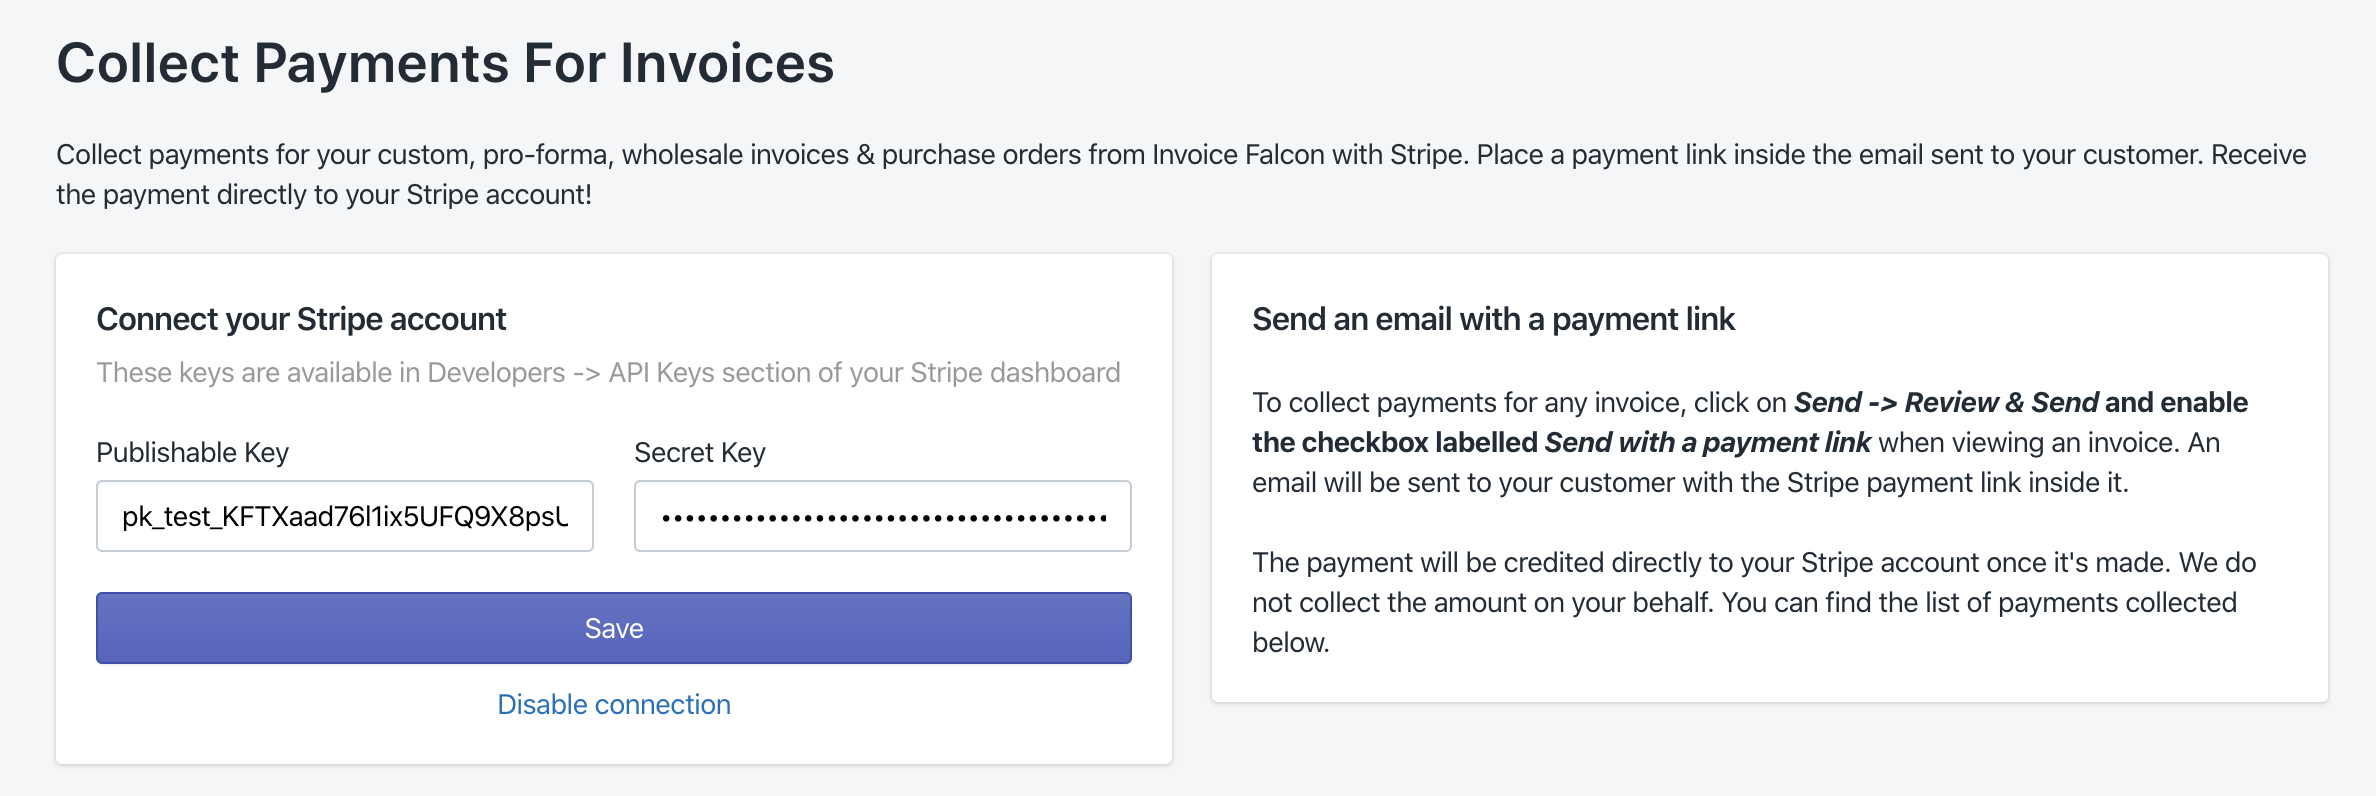 Collect Payments For Invoices
Collect payments for your custom, pro-forma, wholesale invoices & purchase orders from Invoice Falcon with Stripe. Place a payment link inside the email sent to your customer. Receive
the payment directly to your Stripe account!
Connect your Stripe account
These keys are available in Developers -> API Keys section of your Stripe dashboard
Publishable Key
Secret Key
pk_test_KFTXaad76l1ix5UFQ9X8psU
••••••••••••••••••••••••••••••••••••••
Save
Disable connection
Send an email with a payment link
To collect payments for any invoice, click on Send -> Review & Send and enable
the checkbox labelled Send with a payment link when viewing an invoice. An
email will be sent to your customer with the Stripe payment link inside it.
The payment will be credited directly to your Stripe account once it's made. We do
not collect the amount on your behalf. You can find the list of payments collected
below.